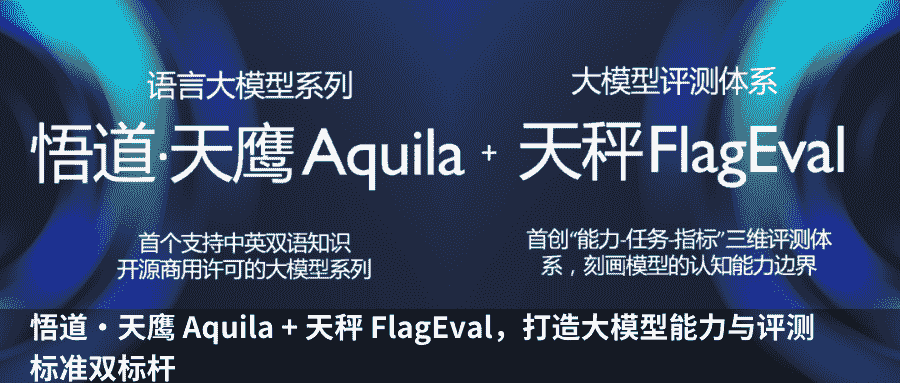 语言大模型系列
大模型评测体系
悟道·天鹰 Aquila + 天秤 FlagEval
首个支持中英双语知识
开源商用许可的大模型系列
首创“能力-任务-指标”三维评测体
系，刻画模型的认知能力边界
悟道·天鹰 Aquila + 天秤 FlagEval，打造大模型能力与评测
标准双标杆